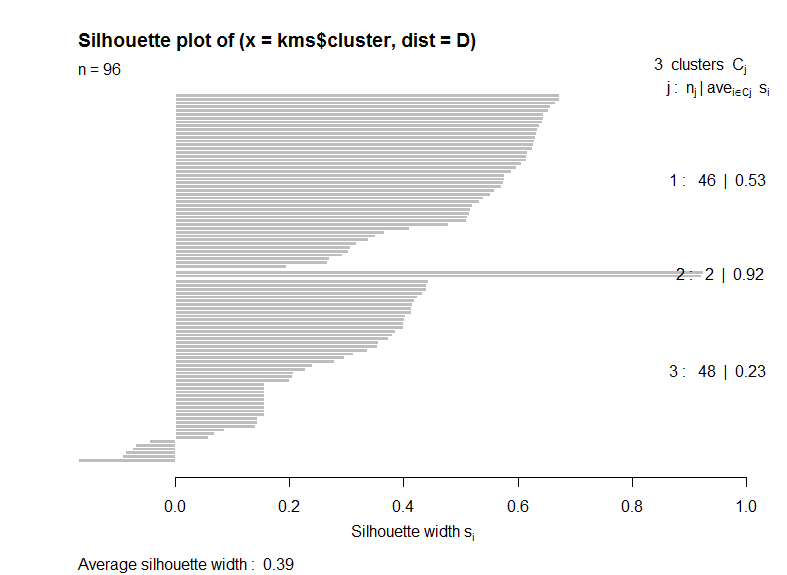 Silhouette plot of (x = kms$cluster, dist = D)
n = 96
3 clusters Cj
j : nj | avei∈Cj si
1 : 46 | 0.53
2 : 2 | 0.92
3 : 48 | 0.23
0.0 0.2 0.4 0.6 0.8 1.0
Silhouette width si
Average silhouette width : 0.39